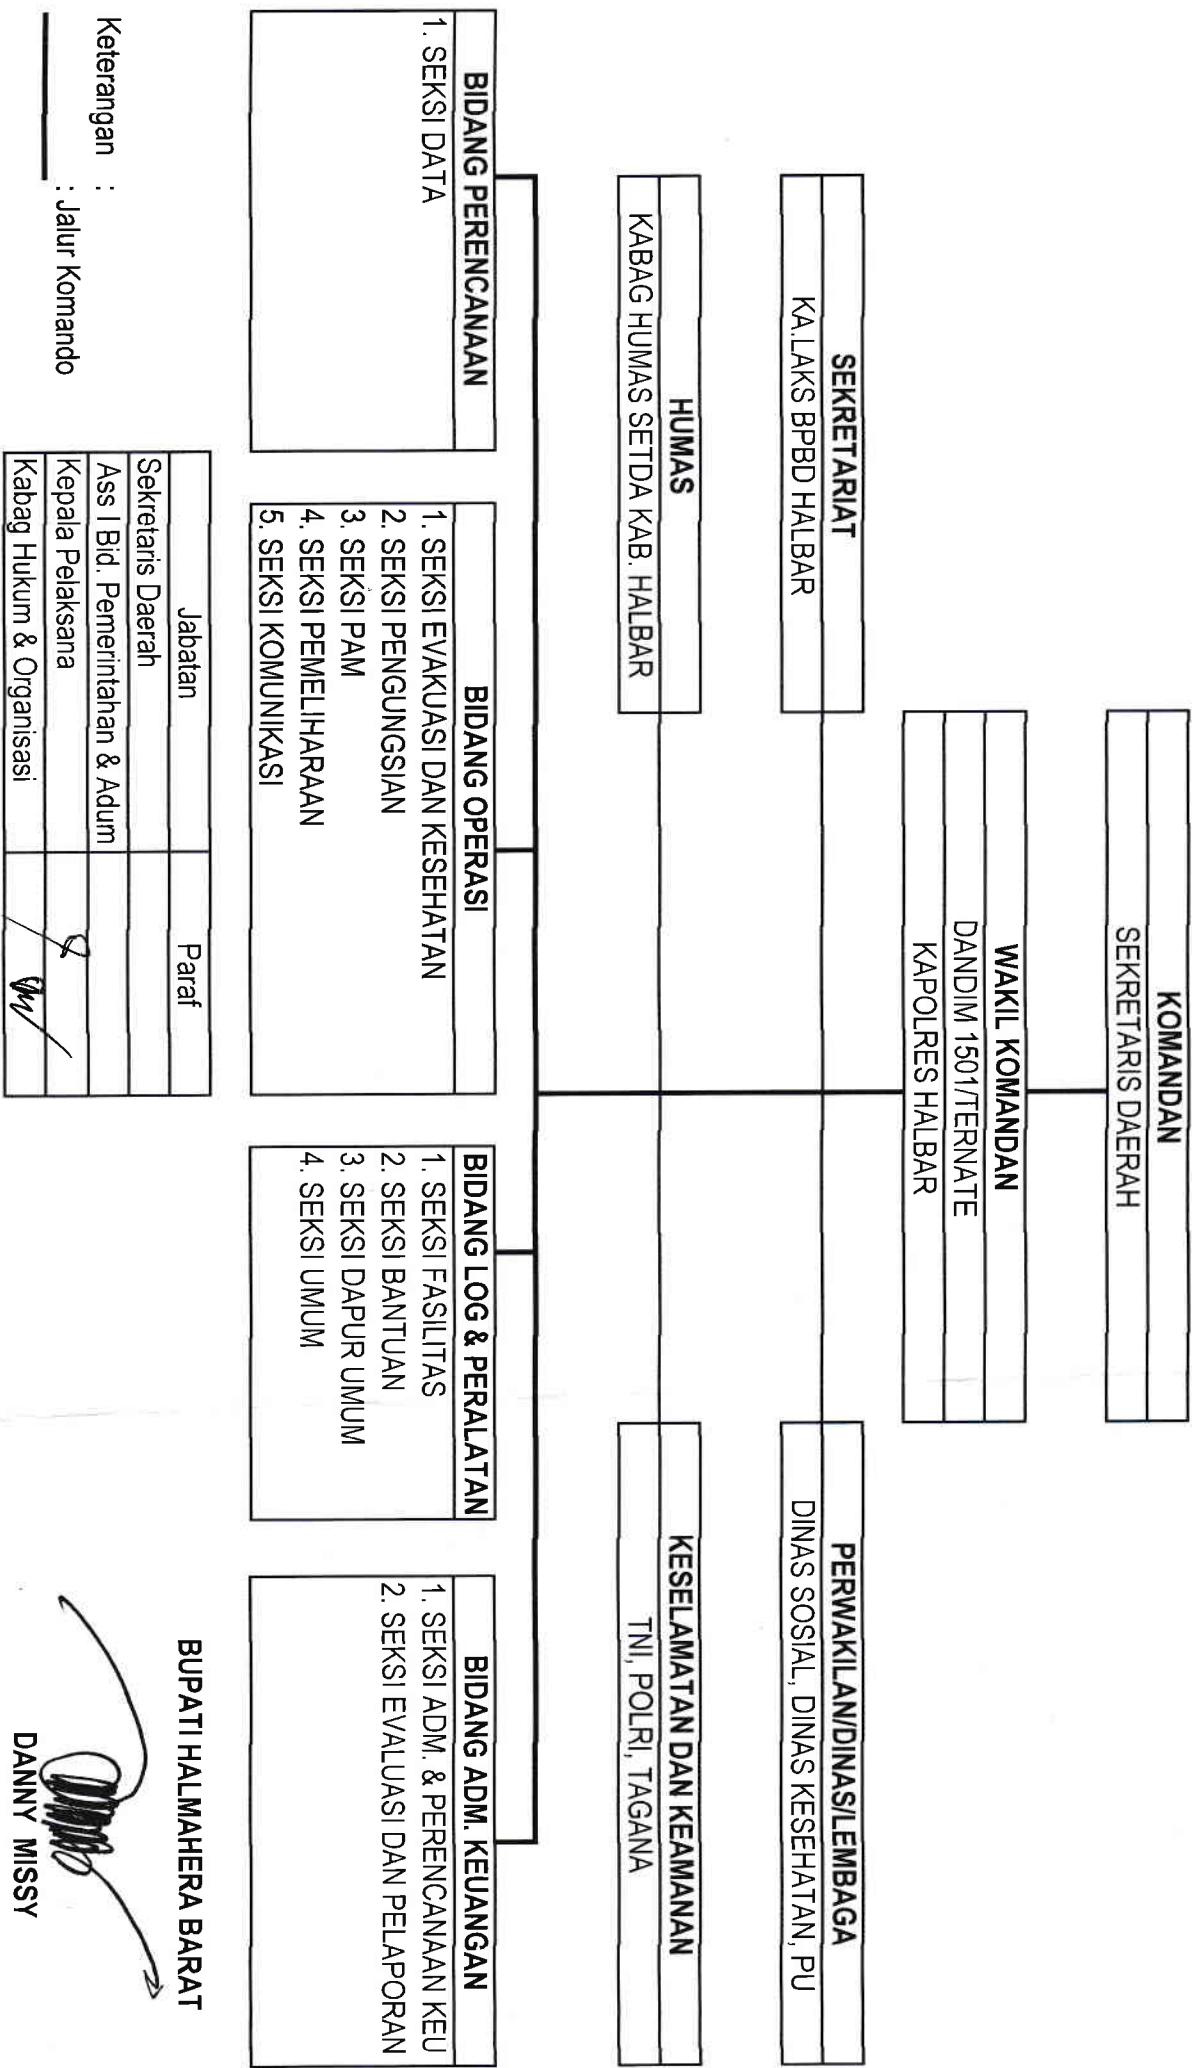 KOMANDAN
SEKRETARIS DAERAH
WAKIL KOMANDAN
DANDIM 1501/TERNATE
KAPOLRES HALBAR
SEKRETARIAT
KA.LAKS BPBD HALBAR
PERWAKILAN/DINAS/LEMBAGA
DINAS SOSIAL, DINAS KESEHATAN, PU
HUMAS
KABAG HUMAS SETDA KAB. HALBAR
KESELAMATAN DAN KEAMANAN
TNI, POLRI, TAGANA
BIDANG PERENCANAAN
1. SEKSI DATA
BIDANG OPERASI
1. SEKSI EVAKUASI DAN KESEHATAN
2. SEKSI PENGUNGSIAN
3. SEKSI PAM
4. SEKSI PEMELIHARAAN
5. SEKSI KOMUNIKASI
BIDANG LOG & PERALATAN
1. SEKSI FASILITAS
2. SEKSI BANTUAN
3. SEKSI DAPUR UMUM
4. SEKSI UMUM
BIDANG ADM. KEUANGAN
1. SEKSI ADM. & PERENCANAAN KEU
2. SEKSI EVALUASI DAN PELAPORAN
Keterangan :
: Jalur Komando
Jabatan Paraf
Sekretaris Daerah
Ass I Bid. Pemerintahan & Adum
Kepala Pelaksana
Kabag Hukum & Organisasi
BUPATI HALMAHERA BARAT
DANNY MISSY